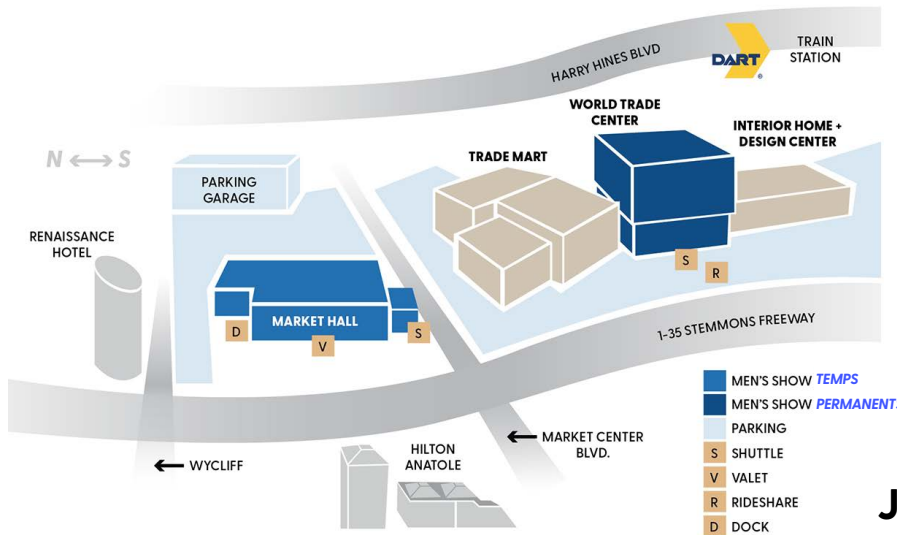 HARRY HINES BLVD
DART
TRAIN
STATION
WORLD TRADE
CENTER
INTERIOR HOME +
DESIGN CENTER
TRADE MART
N S
PARKING
GARAGE
RENAISSANCE
HOTEL
MARKET HALL
D
V
S
S
R
1-35 STEMMONS FREEWAY
MEN'S SHOW TEMPS
MEN'S SHOW PERMANENTS
PARKING
S SHUTTLE
V VALET
R RIDESHARE
D DOCK
MARKET CENTER
BLVD.
HILTON
ANATOLE
WYCLIFF
J